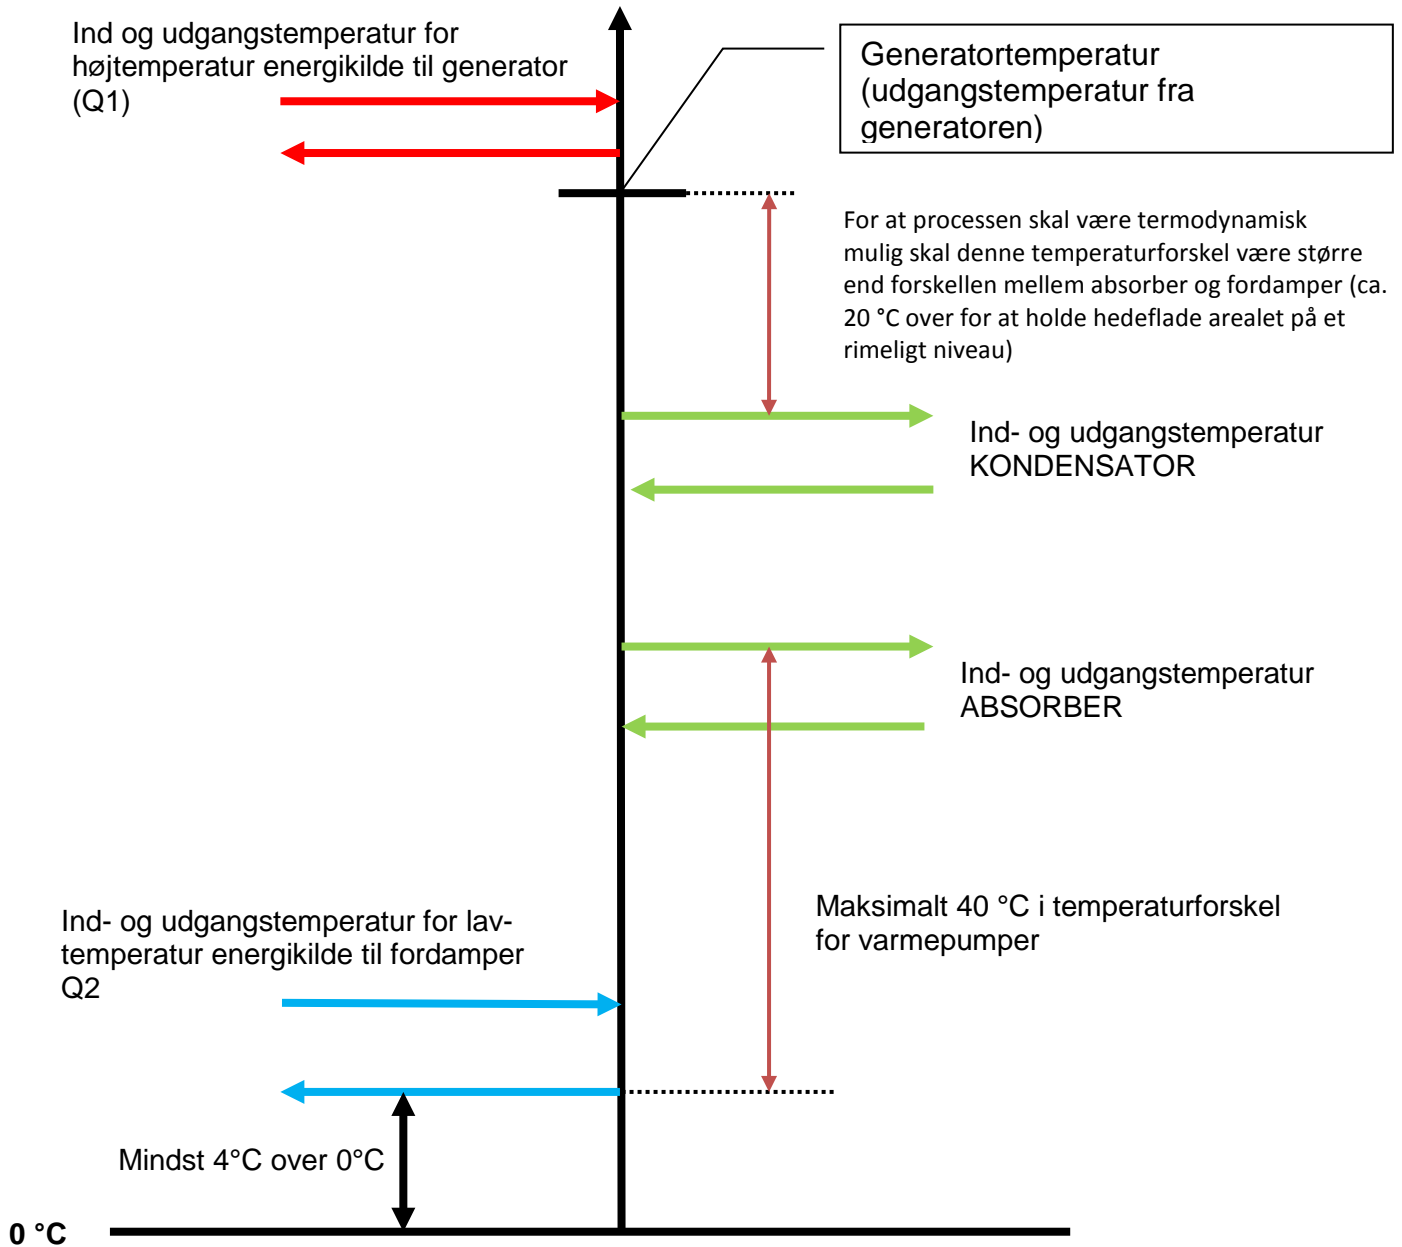 Ind og udgangstemperatur for
højtemperatur energikilde til generator
(Q1)
Generatortemperatur
(udgangstemperatur fra
generatoren)
For at processen skal være termodynamisk
mulig skal denne temperaturforskel være større
end forskellen mellem absorber og fordamper (ca.
20 °C over for at holde hedeflade arealet på et
rimeligt niveau)
Ind- og udgangstemperatur
KONDENSATOR
Ind- og udgangstemperatur
ABSORBER
Maksimalt 40 °C i temperaturforskel
for varmepumper
Ind- og udgangstemperatur for lav-
temperatur energikilde til fordamper
Q2
Mindst 4°C over 0°C
0 °C